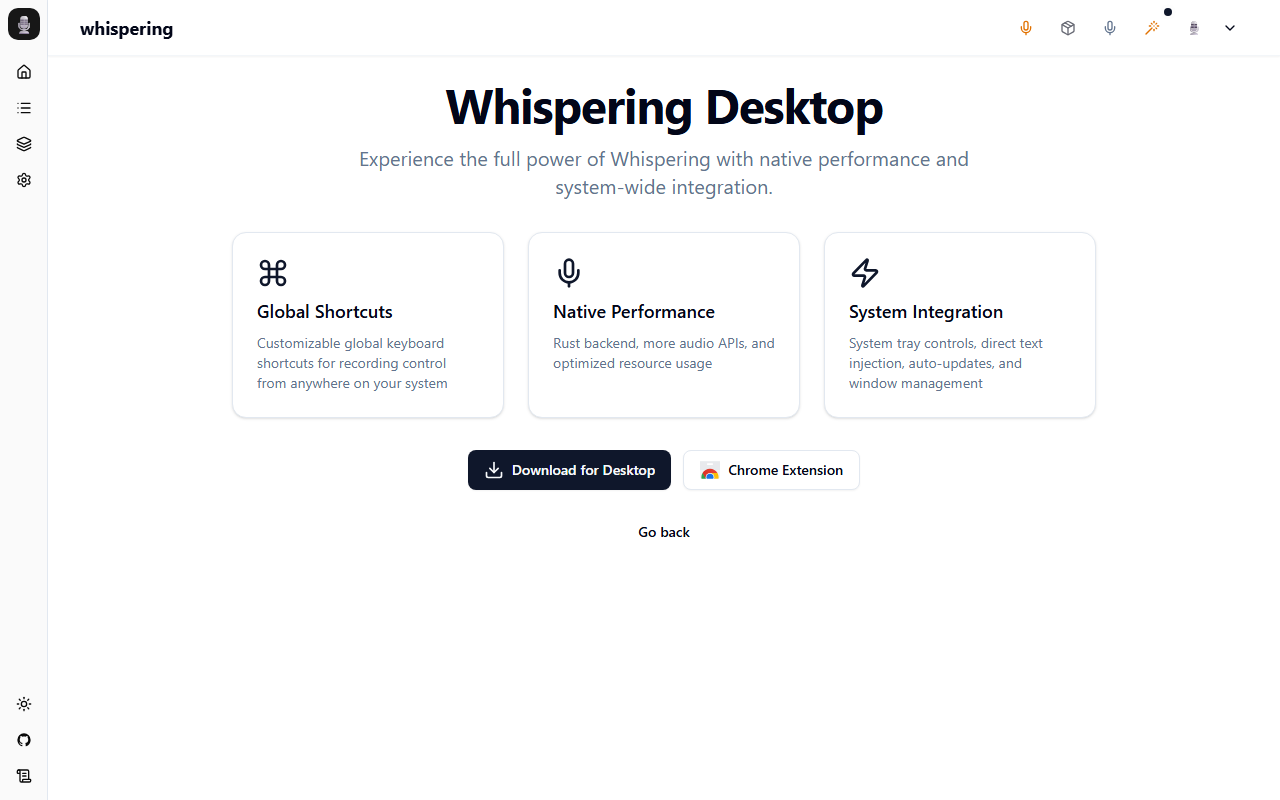 whispering
Whispering Desktop
Experience the full power of Whispering with native performance and
system-wide integration.
Global Shortcuts
Customizable global keyboard
shortcuts for recording control
from anywhere on your system
Native Performance
Rust backend, more audio APIs, and
optimized resource usage
System Integration
System tray controls, direct text
injection, auto-updates, and
window management
Download for Desktop
Chrome Extension
Go back